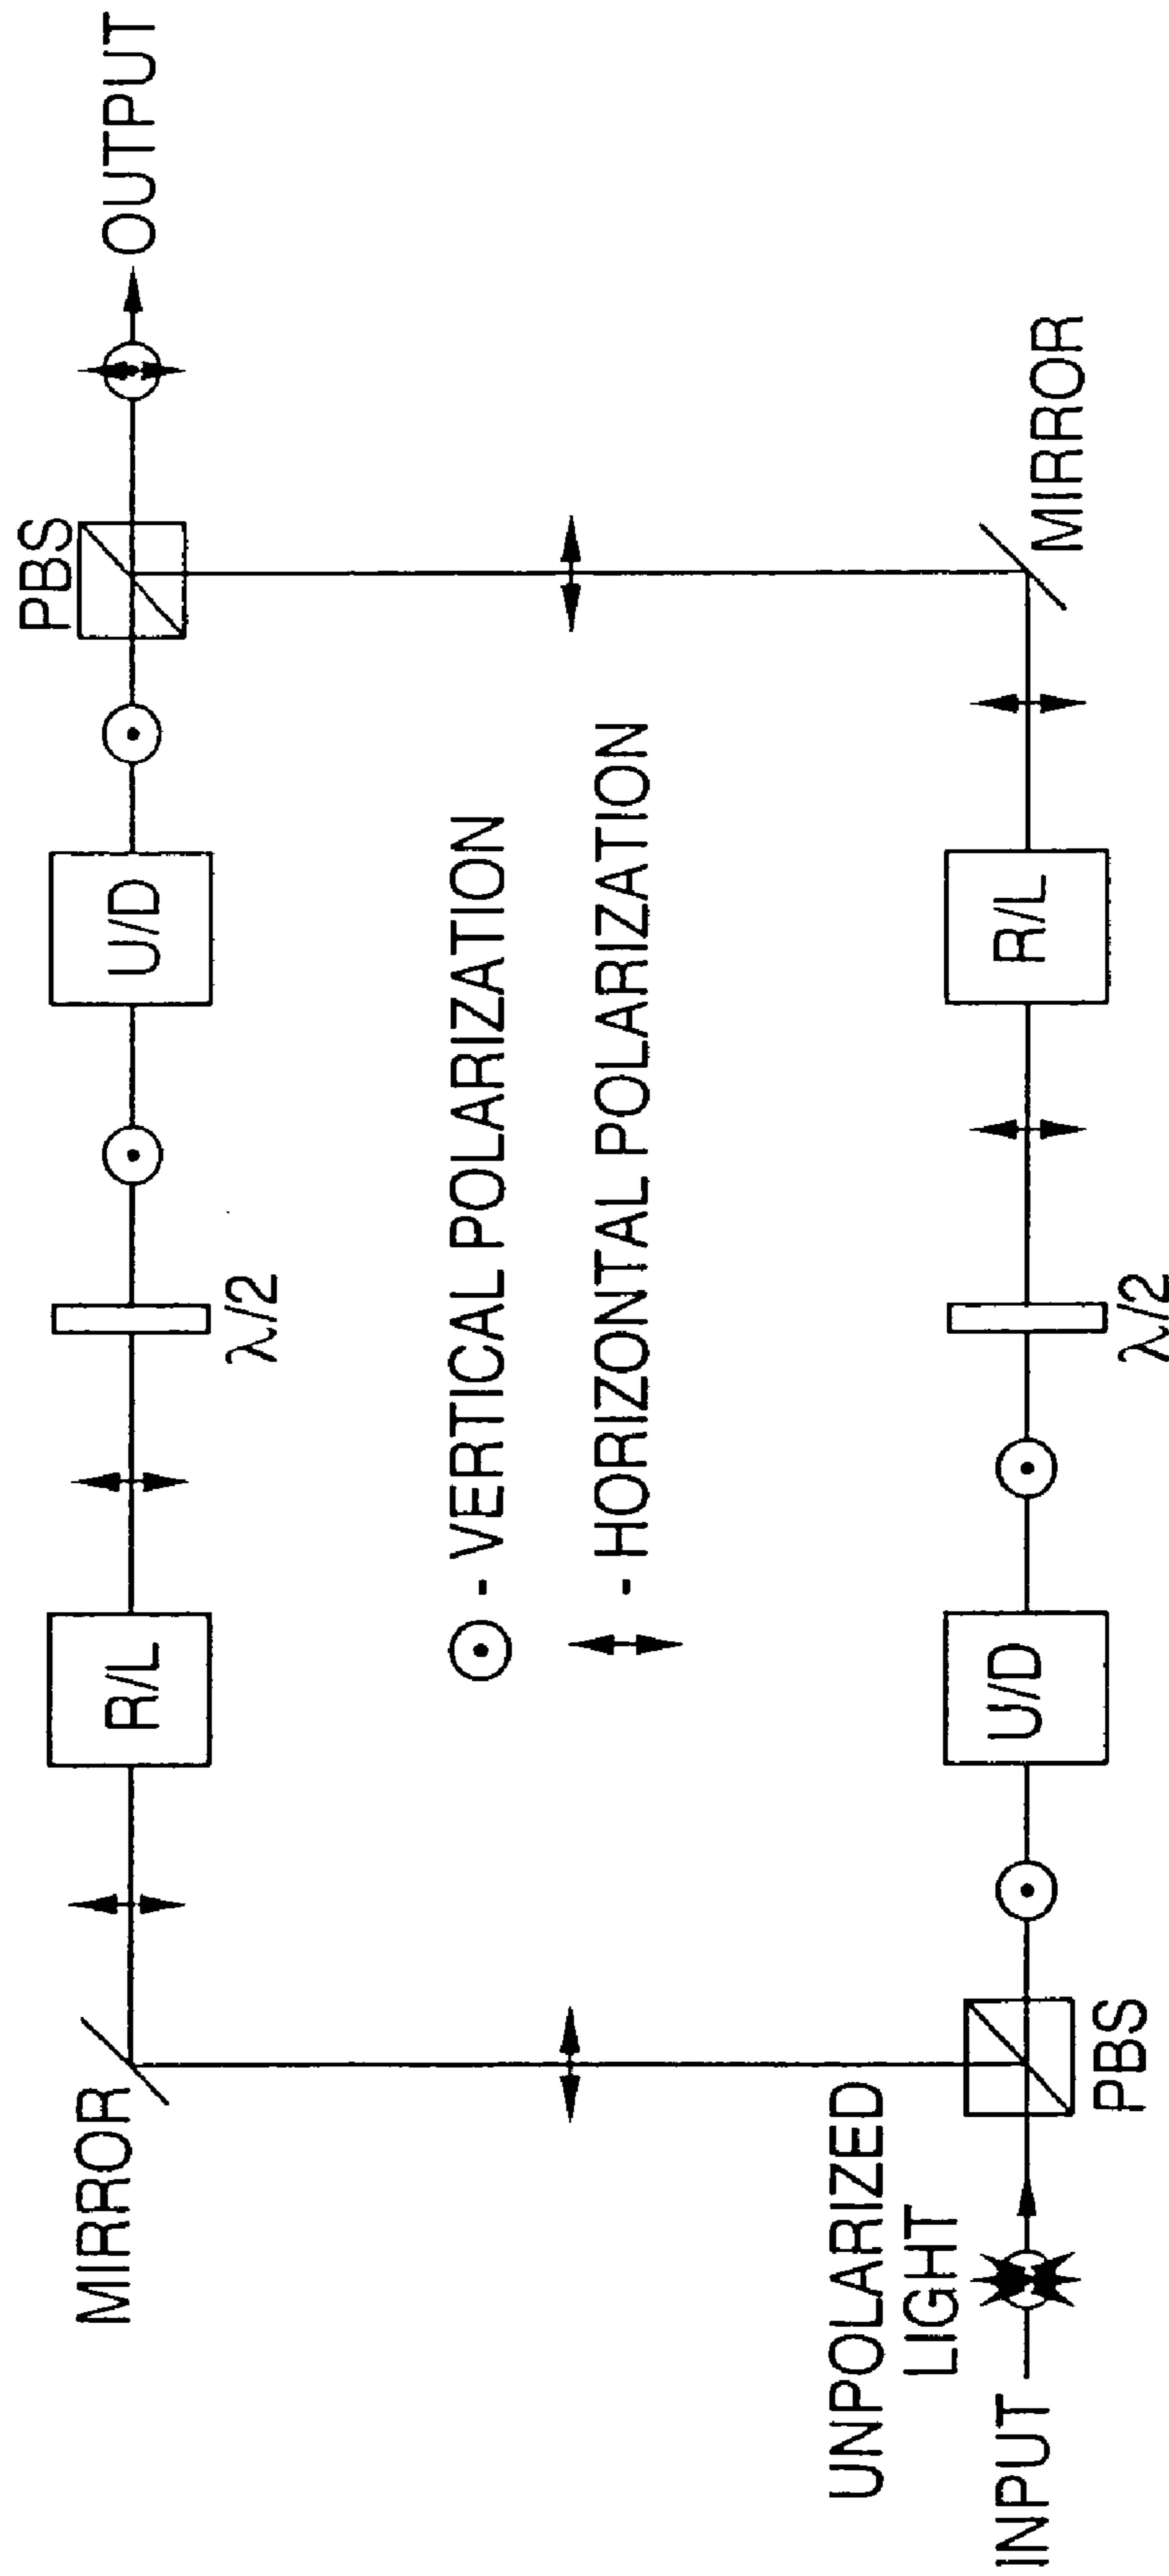 MIRROR
R/L
λ/2
U/D
PBS
OUTPUT
- VERTICAL POLARIZATION
- HORIZONTAL POLARIZATION
UNPOLARIZED
LIGHT
INPUT
PBS
U/D
λ/2
R/L
MIRROR